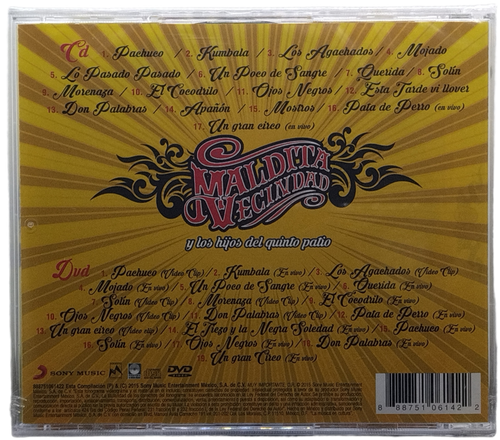 Cd 1. Pachuco / 2. Kumbala / 3. Los Agachados / 4. Mojado
5. Lo Pasado Pasado / 6. Un Poco de Sangre / 7. Querida / 8. Solín
9. Morenaza / 10. El Cocodrilo / 11. Ojos Negros / 12. Esta Tarde vi llover
13. Don Palabras / 14. Apañón / 15. Mostros / 16. Pata de Perro (en vivo)
17. Un gran circo (en vivo)
MALDITA
VECINDAD
y los hijos del quinto patio
Dvd 1. Pachuco (Video Clip) / 2. Kumbala (En vivo) / 3. Los Agachados (Video Clip)
4. Mojado (En vivo) / 5. Un Poco de Sangre (En vivo) / 6. Querida (En vivo)
7. Solín (Video Clip) / 8. Morenaza (Video Clip) / 9. El Cocodrilo (En vivo)
10. Ojos Negros (Video Clip) / 11. Don Palabras (Video Clip) / 12. Pata de Perro (En vivo)
13. Un gran circo (Video clip) / 14. El Tieso y la Negra Soledad (En vivo) / 15. Pachuco (En vivo)
16. Solín (En vivo) / 17. Ojos Negros (En vivo) / 18. Don Palabras (En vivo)
19. Un gran Circo (En vivo)
SONY MUSIC
DVD
8 88751 06142 2